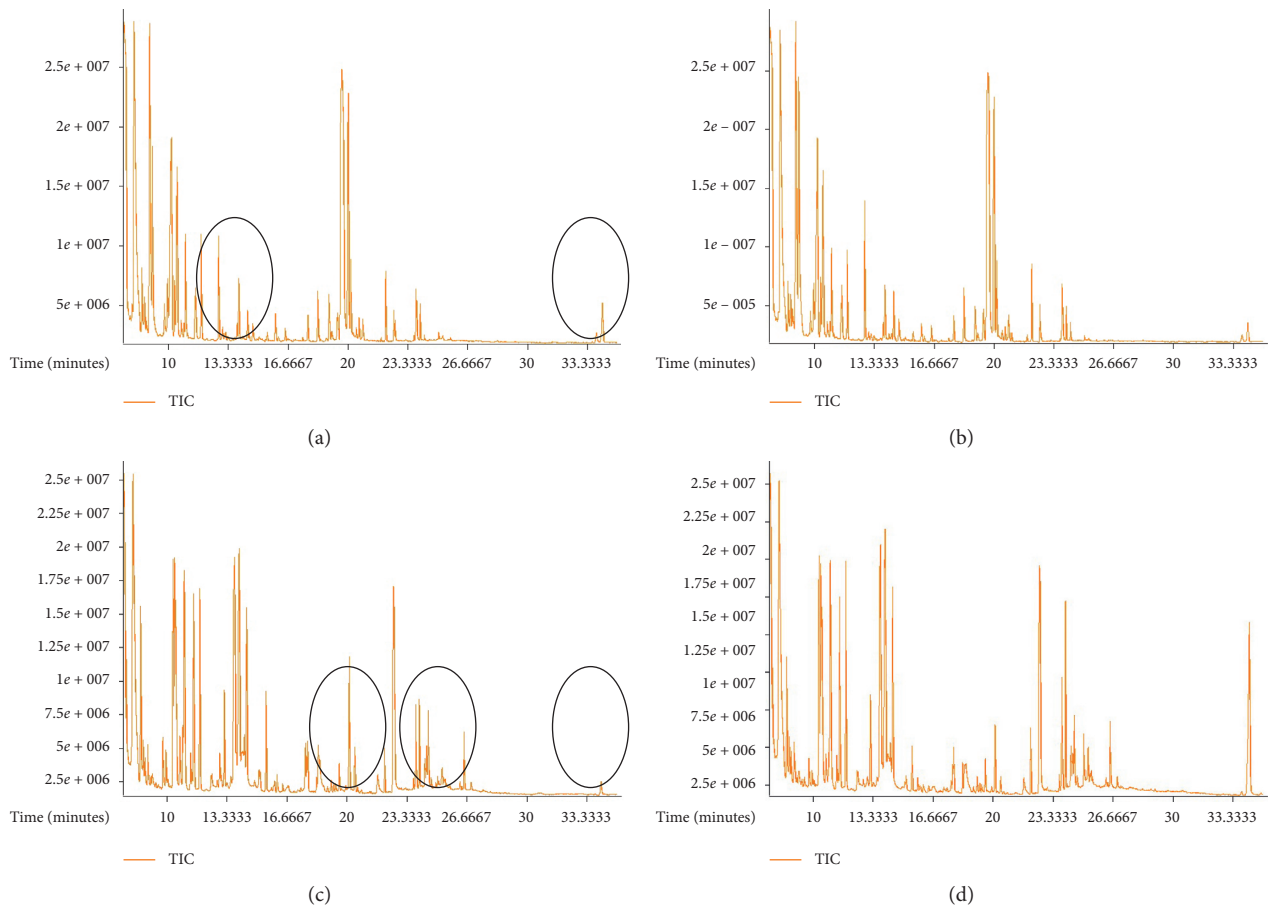 2.5e + 007
2e + 007
1.5e + 007
1e + 007
5e + 006
Time (minutes)
10
13.3333
16.6667
20
23.3333
26.6667
30
33.3333
TIC
(a)
2.5e + 007
2e – 007
1.5e + 007
1e – 007
5e – 005
Time (minutes)
10
13.3333
16.6667
20
23.3333
26.6667
30
33.3333
TIC
(b)
2.5e + 007
2.25e + 007
2e + 007
1.75e + 007
1.5e + 007
1.25e + 007
1e + 007
7.5e + 006
5e + 006
2.5e + 006
Time (minutes)
10
13.3333
16.6667
20
23.3333
26.6667
30
33.3333
TIC
(c)
2.5e + 007
2.25e + 007
2e + 007
1.75e + 007
1.5e + 007
1.25e + 007
1e + 007
7.5e + 006
5e + 006
2.5e + 006
Time (minutes)
10
13.3333
16.6667
20
23.3333
26.6667
30
33.3333
TIC
(d)